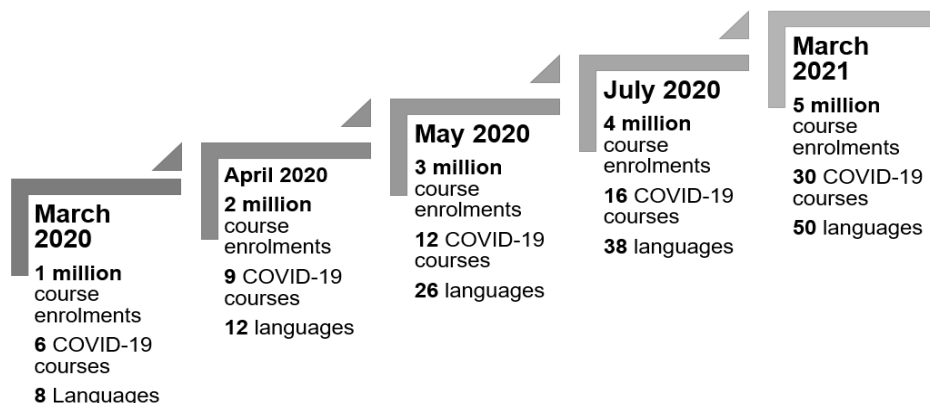 March
2020
1 million
course
enrolments
6 COVID-19
courses
8 Languages
April 2020
2 million
course
enrolments
9 COVID-19
courses
12 languages
May 2020
3 million
course
enrolments
12 COVID-19
courses
26 languages
July 2020
4 million
course
enrolments
16 COVID-19
courses
38 languages
March
2021
5 million
course
enrolments
30 COVID-19
courses
50 languages